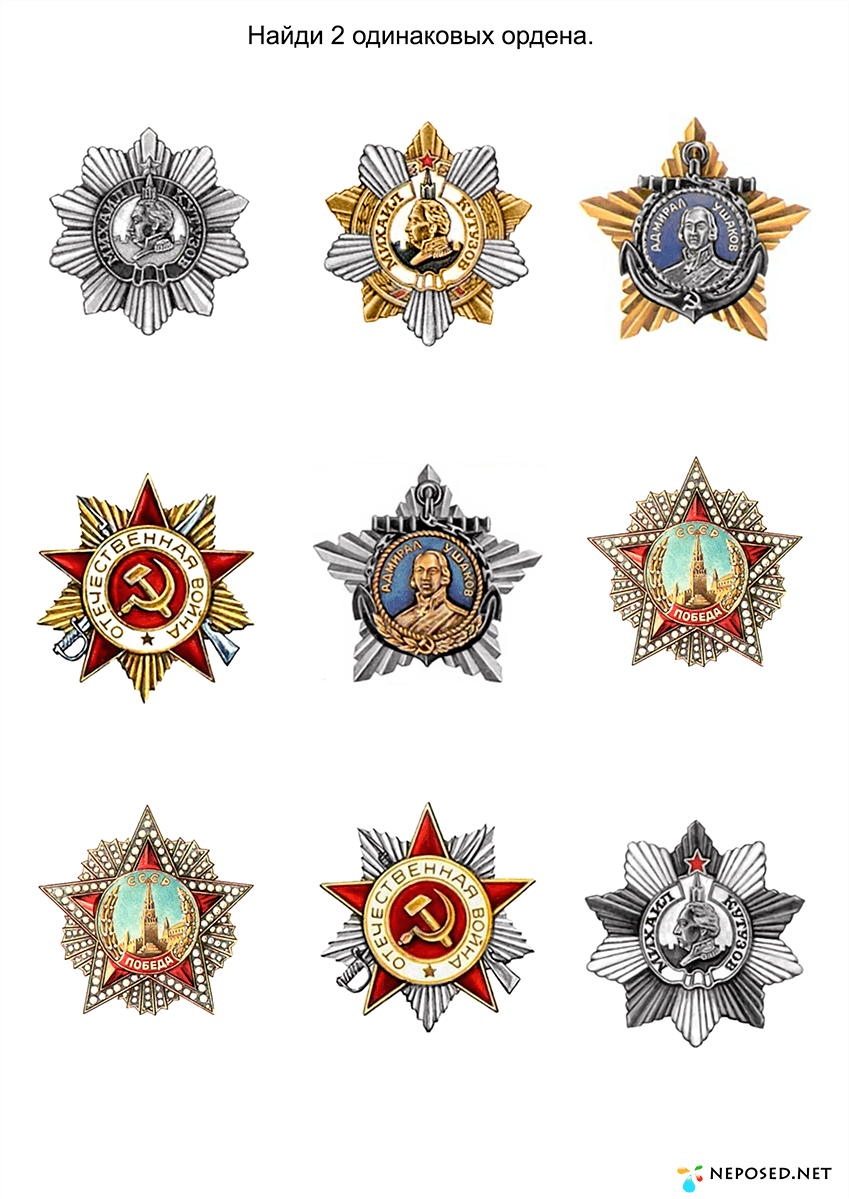 Найди 2 одинаковых ордена.
МИХАИЛ КУТУЗОВ
МИХАИЛ КУТУЗОВ
АДМИРАЛ УШАКОВ
ОТЕЧЕСТВЕННАЯ ВОЙНА
АДМИРАЛ УШАКОВ
СССР
ПОБЕДА
СССР
ПОБЕДА
ОТЕЧЕСТВЕННАЯ ВОЙНА
МИХАИЛ КУТУЗОВ
NEPOSED.NET